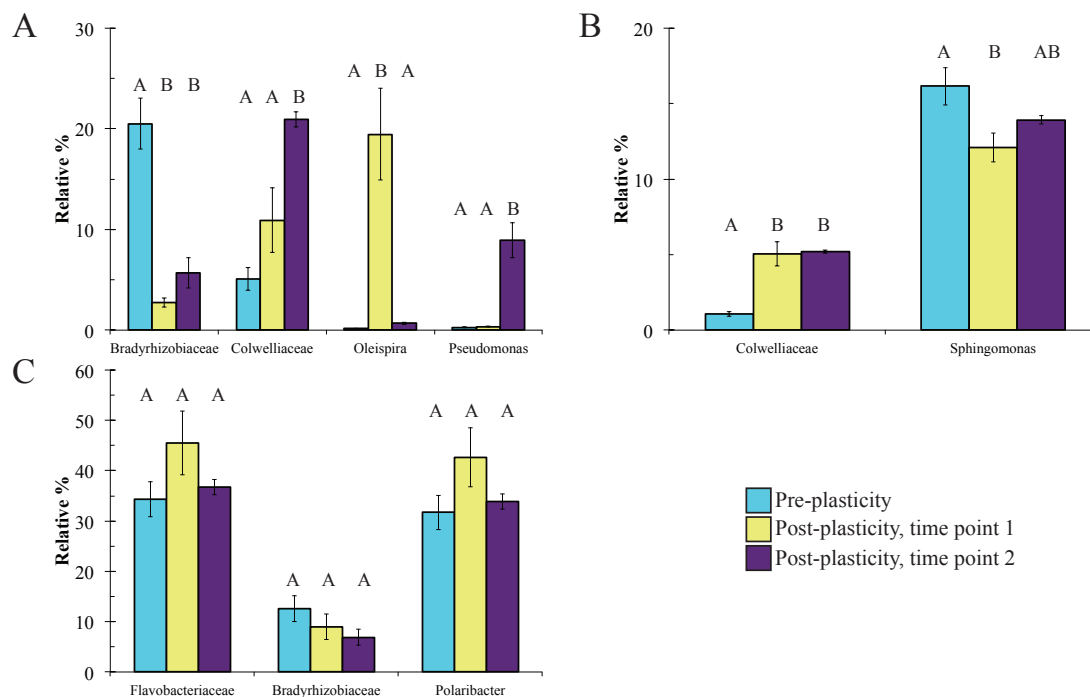 A
30
20
10
0
Relative %
A B B
A A B
A B A
A A B
Bradyrhizobiaceae Colwelliaceae Oleispira Pseudomonas
B
20
10
0
Relative %
A B B
A B AB
Colwelliaceae Sphingomonas
C
60
50
40
30
20
10
0
Relative %
A A A
A A A
A A A
Flavobacteriaceae Bradyrhizobiaceae Polaribacter
Pre-plasticity
Post-plasticity, time point 1
Post-plasticity, time point 2